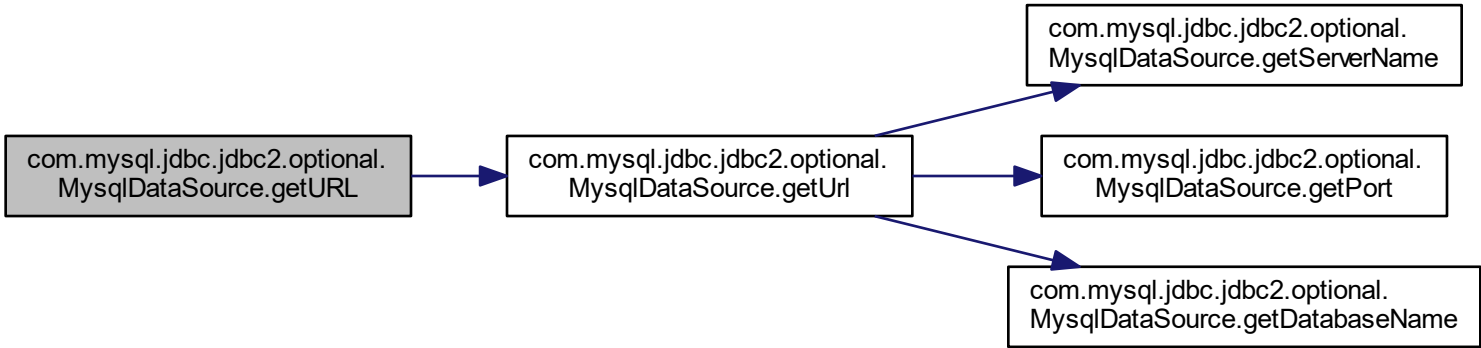 com.mysql.jdbc.jdbc2.optional.
MysqlDataSource.getURL
com.mysql.jdbc.jdbc2.optional.
MysqlDataSource.getUrl
com.mysql.jdbc.jdbc2.optional.
MysqlDataSource.getServerName
com.mysql.jdbc.jdbc2.optional.
MysqlDataSource.getPort
com.mysql.jdbc.jdbc2.optional.
MysqlDataSource.getDatabaseName